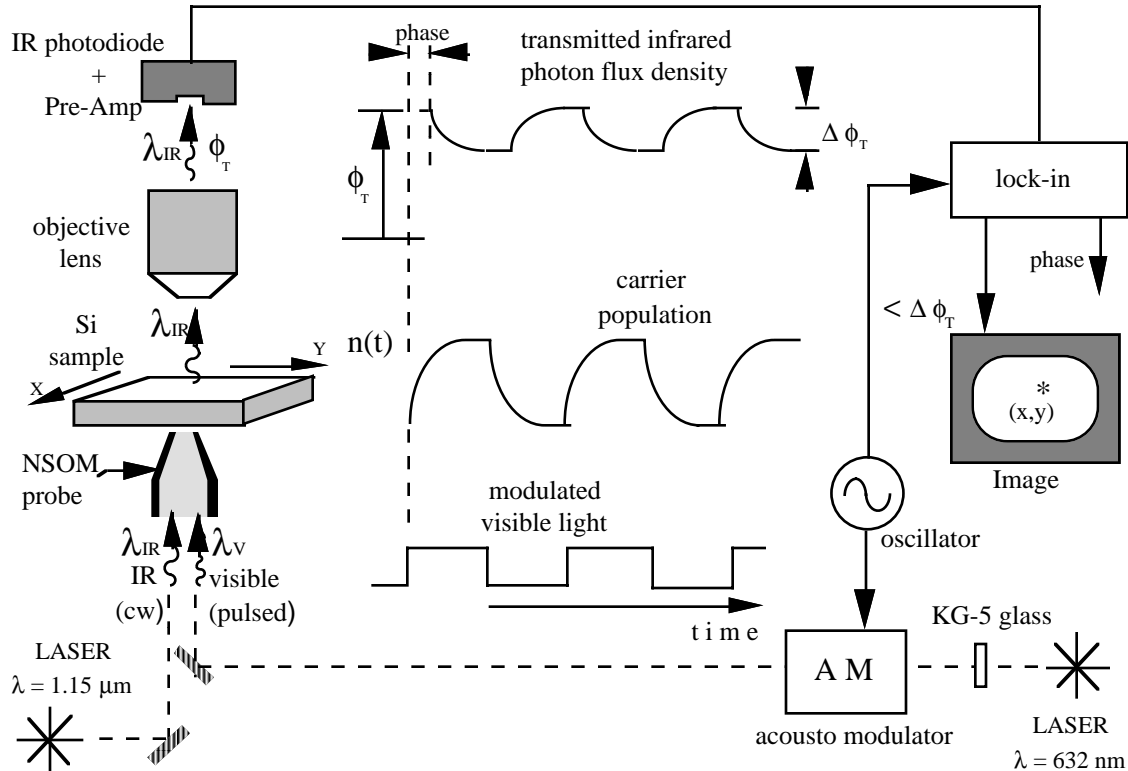 IR photodiode
+
Pre-Amp
λIR
ϕT
objective
lens
λIR
Si
sample
X
Y
NSOM
probe
λIR
IR
(cw)
λV
visible
(pulsed)
LASER
λ = 1.15 µm
phase
transmitted infrared
photon flux density
ϕT
Δ ϕT
carrier
population
n(t)
modulated
visible light
time
lock-in
phase
< Δ ϕT
*
(x,y)
Image
oscillator
A M
acousto modulator
KG-5 glass
LASER
λ = 632 nm